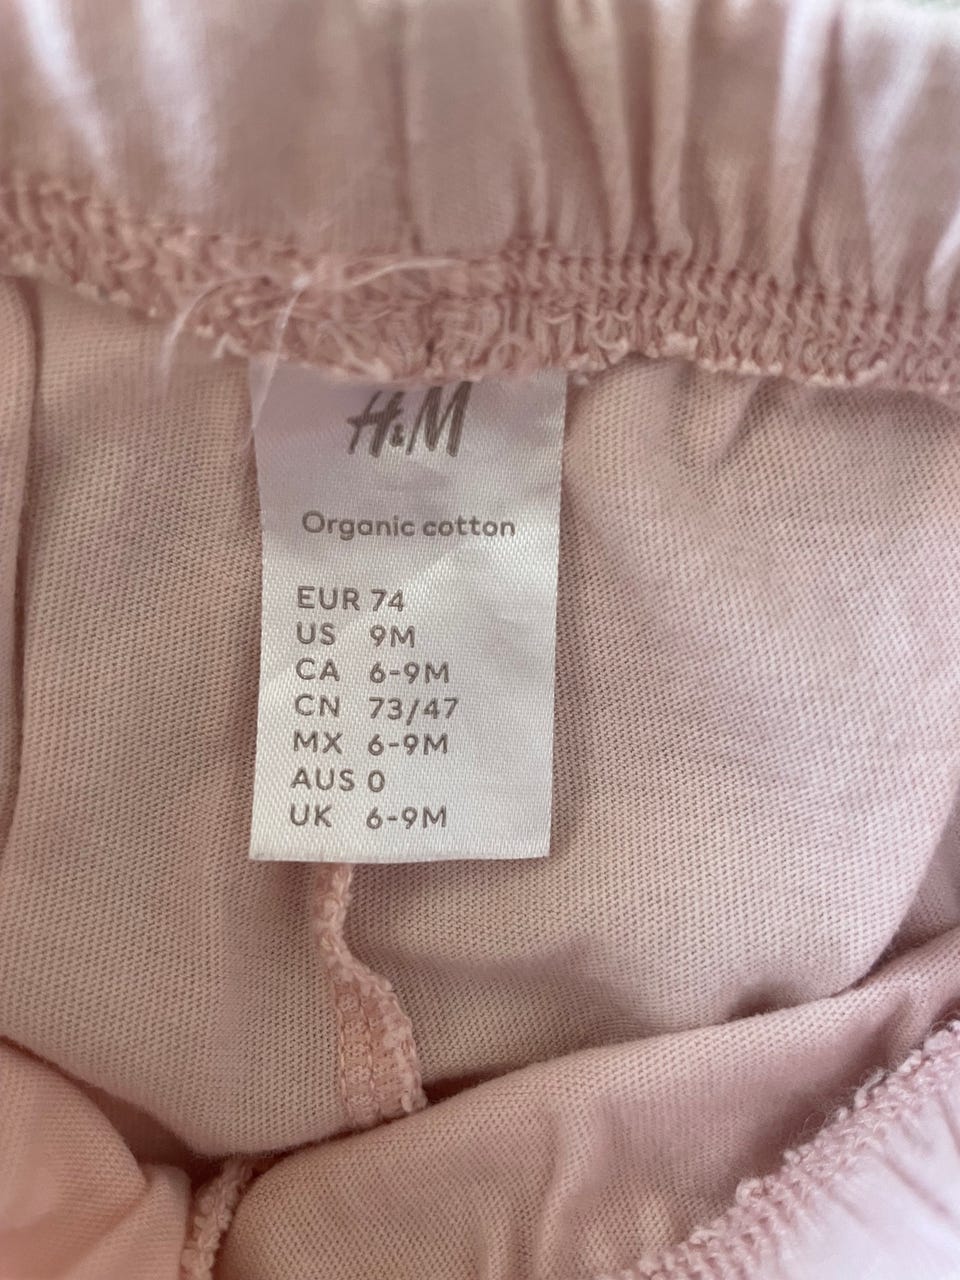 H&M
Organic cotton
EUR 74
US 9M
CA 6-9M
CN 73/47
MX 6-9M
AUS 0
UK 6-9M